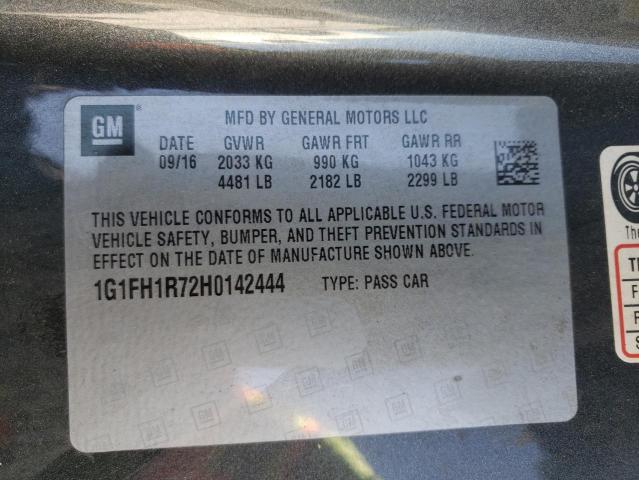 GM ®
MFD BY GENERAL MOTORS LLC
DATE GVWR GAWR FRT GAWR RR
09/16 2033 KG 990 KG 1043 KG
4481 LB 2182 LB 2299 LB
THIS VEHICLE CONFORMS TO ALL APPLICABLE U.S. FEDERAL MOTOR
VEHICLE SAFETY, BUMPER, AND THEFT PREVENTION STANDARDS IN
EFFECT ON THE DATE OF MANUFACTURE SHOWN ABOVE.
1G1FH1R72H0142444 TYPE: PASS CAR
The